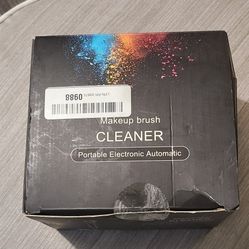 8860
Makeup brush
CLEANER
Portable Electronic Automatic